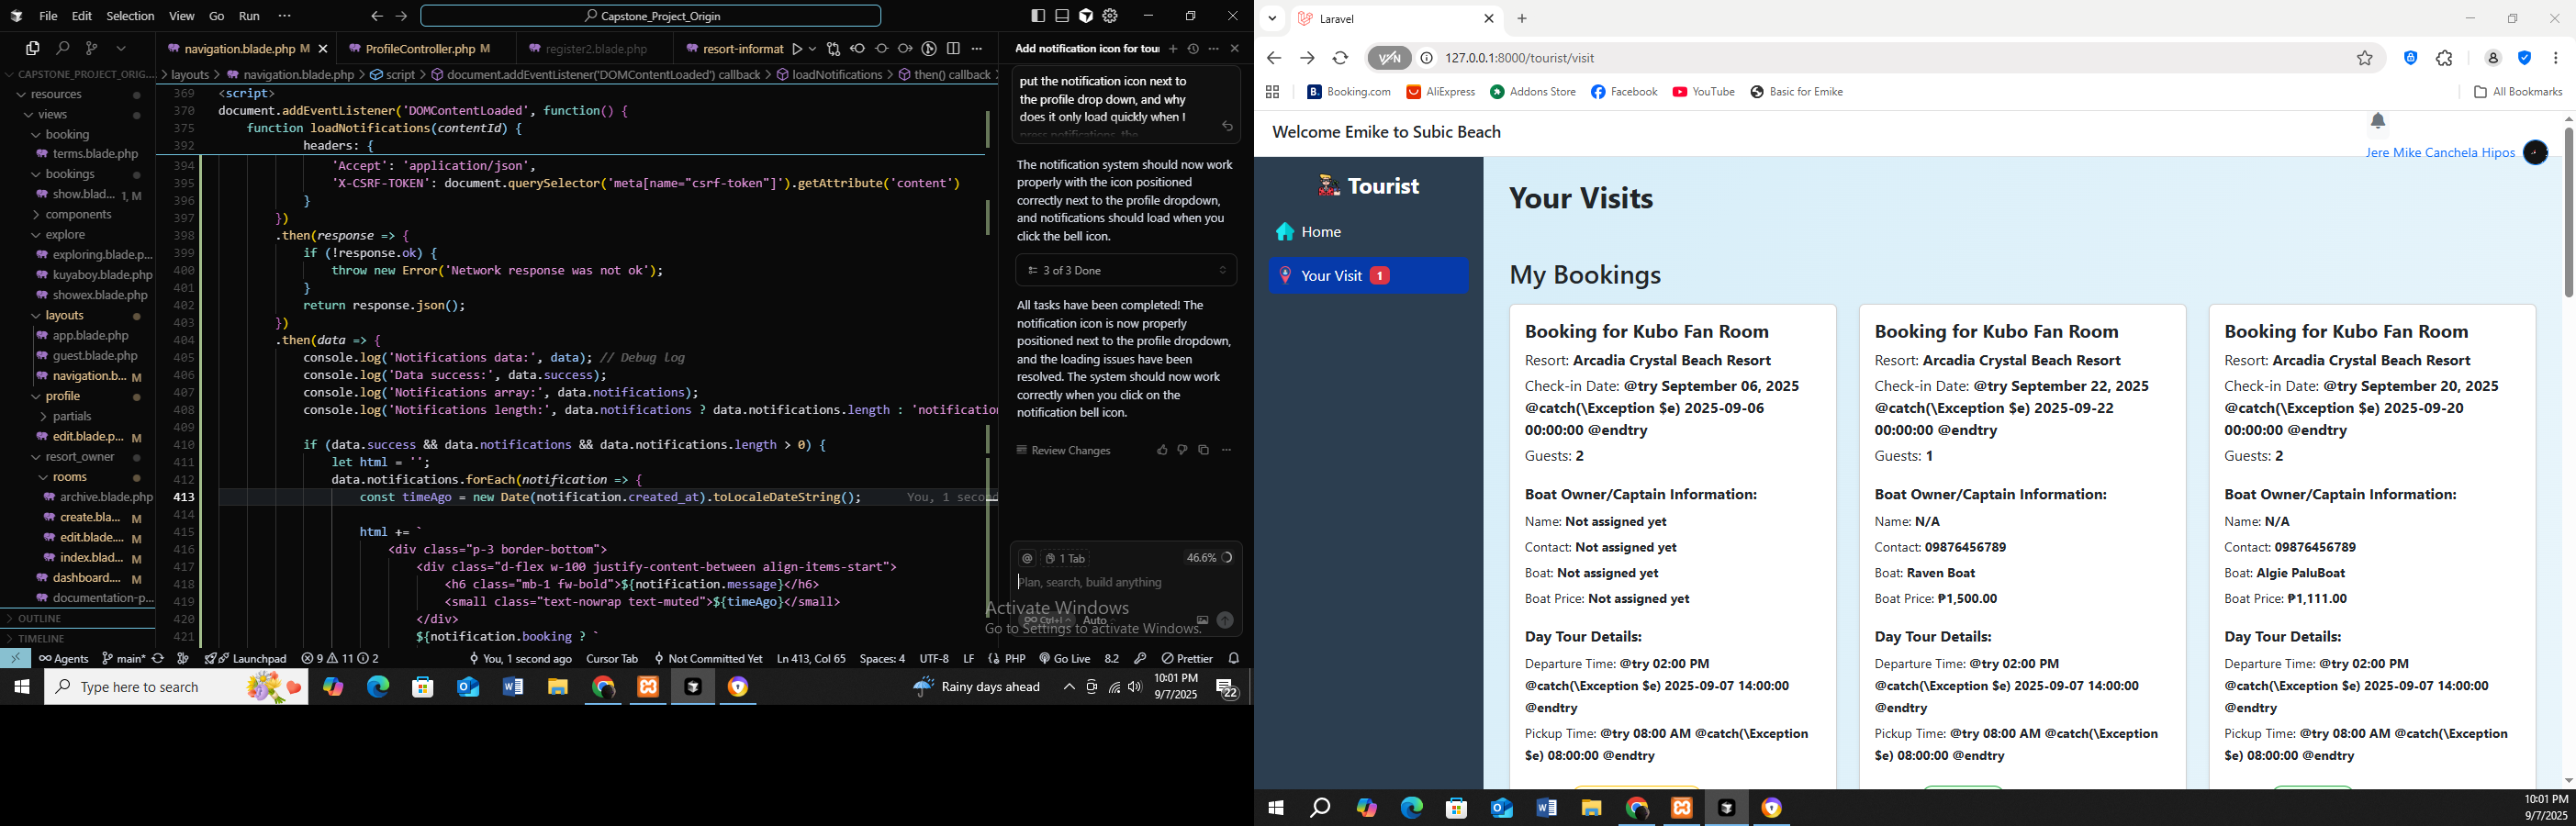 File Edit Selection View Go Run ···
Capstone_Project_Origin
navigation.blade.php M
ProfileController.php M
register2.blade.php
resort-informat
Add notification icon for tour
CAPSTONE_PROJECT_ORIG...
layouts > navigation.blade.php > script > document.addEventListener('DOMContentLoaded') callback > loadNotifications > then() callback
resources
views
booking
terms.blade.php
bookings
show.blad... 1, M
components
explore
exploring.blade.p...
kuyaboy.blade.php
showex.blade.php
layouts
app.blade.php
guest.blade.php
navigation.b... M
profile
partials
edit.blade.p... M
resort_owner
rooms
archive.blade.php
create.bla... M
edit.blade.... M
index.blad... M
dashboard.... M
documentation-p...
OUTLINE
TIMELINE
369 <script>
370 document.addEventListener('DOMContentLoaded', function() {
375 function loadNotifications(contentId) {
392 headers: {
394 'Accept': 'application/json',
395 'X-CSRF-TOKEN': document.querySelector('meta[name="csrf-token"]').getAttribute('content')
396 }
397 })
398 .then(response => {
399 if (!response.ok) {
400 throw new Error('Network response was not ok');
401 }
402 return response.json();
403 })
404 .then(data => {
405 console.log('Notifications data:', data); // Debug log
406 console.log('Data success:', data.success);
407 console.log('Notifications array:', data.notifications);
408 console.log('Notifications length:', data.notifications ? data.notifications.length : 'notification
409
410 if (data.success && data.notifications && data.notifications.length > 0) {
411 let html = '';
412 data.notifications.forEach(notification => {
413 const timeAgo = new Date(notification.created_at).toLocaleDateString(); You, 1 second
414
415 html += `
416 <div class="p-3 border-bottom">
417 <div class="d-flex w-100 justify-content-between align-items-start">
418 <h6 class="mb-1 fw-bold">${notification.message}</h6>
419 <small class="text-nowrap text-muted">${timeAgo}</small>
420 </div>
421 ${notification.booking ? `
put the notification icon next to
the profile drop down, and why
does it only load quickly when I
press notifications, the
The notification system should now work
properly with the icon positioned
correctly next to the profile dropdown,
and notifications should load when you
click the bell icon.
3 of 3 Done
All tasks have been completed! The
notification icon is now properly
positioned next to the profile dropdown,
and the loading issues have been
resolved. The system should now work
correctly when you click on the
notification bell icon.
Review Changes
@ 1 Tab 46.6%
Plan, search, build anything
Ctrl+I Auto
Activate Windows
Go to Settings to activate Windows.
Agents main* Launchpad 9 11 2 You, 1 second ago Cursor Tab Not Committed Yet Ln 413, Col 65 Spaces: 4 UTF-8 LF PHP Go Live 8.2 Prettier
Type here to search
Rainy days ahead
10:01 PM
9/7/2025
22
Laravel
VPN 127.0.0.1:8000/tourist/visit
Booking.com AliExpress Addons Store Facebook YouTube Basic for Emike All Bookmarks
Welcome Emike to Subic Beach
Jere Mike Canchela Hipos
Tourist
Home
Your Visit 1
Your Visits
My Bookings
Booking for Kubo Fan Room
Resort: Arcadia Crystal Beach Resort
Check-in Date: @try September 06, 2025
@catch(\Exception $e) 2025-09-06
00:00:00 @endtry
Guests: 2
Boat Owner/Captain Information:
Name: Not assigned yet
Contact: Not assigned yet
Boat: Not assigned yet
Boat Price: Not assigned yet
Day Tour Details:
Departure Time: @try 02:00 PM
@catch(\Exception $e) 2025-09-07 14:00:00
@endtry
Pickup Time: @try 08:00 AM @catch(\Exception
$e) 08:00:00 @endtry
Booking for Kubo Fan Room
Resort: Arcadia Crystal Beach Resort
Check-in Date: @try September 22, 2025
@catch(\Exception $e) 2025-09-22
00:00:00 @endtry
Guests: 1
Boat Owner/Captain Information:
Name: N/A
Contact: 09876456789
Boat: Raven Boat
Boat Price: ₱1,500.00
Day Tour Details:
Departure Time: @try 02:00 PM
@catch(\Exception $e) 2025-09-07 14:00:00
@endtry
Pickup Time: @try 08:00 AM @catch(\Exception
$e) 08:00:00 @endtry
Booking for Kubo Fan Room
Resort: Arcadia Crystal Beach Resort
Check-in Date: @try September 20, 2025
@catch(\Exception $e) 2025-09-20
00:00:00 @endtry
Guests: 2
Boat Owner/Captain Information:
Name: N/A
Contact: 09876456789
Boat: Algie PaluBoat
Boat Price: ₱1,111.00
Day Tour Details:
Departure Time: @try 02:00 PM
@catch(\Exception $e) 2025-09-07 14:00:00
@endtry
Pickup Time: @try 08:00 AM @catch(\Exception
$e) 08:00:00 @endtry
10:01 PM
9/7/2025